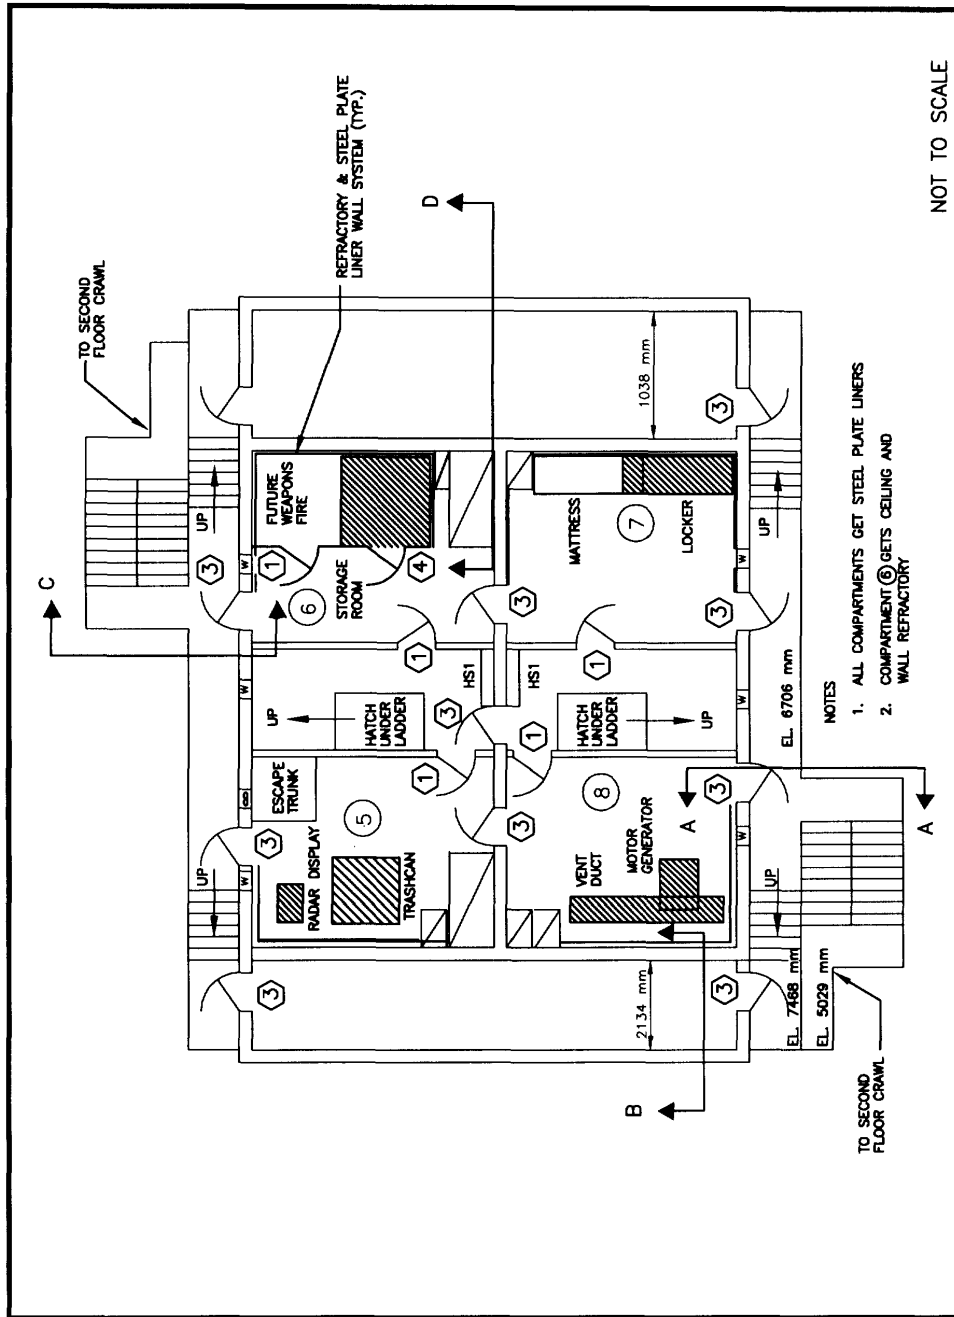 TO SECOND
FLOOR CRAWL
C
REFRACTORY & STEEL PLATE
LINER WALL SYSTEM (TYP.)
D
UP
3
W
FUTURE
WEAPONS
FIRE
1
6
STORAGE
ROOM
4
3
1038 mm
3
MATTRESS
7
LOCKER
3
3
W
UP
W
UP
HATCH
UNDER
LADDER
HS1
1
3
HS1
1
1
HATCH
UNDER
LADDER
UP
W
EL. 6706 mm
ESCAPE
TRUNK
5
1
3
UP
W
3
RADAR DISPLAY
TRASHCAN
8
VENT
DUCT
MOTOR
GENERATOR
A
3
W
UP
A
3
2134 mm
3
EL. 7468 mm
EL. 5029 mm
B
TO SECOND
FLOOR CRAWL
NOTES
1. ALL COMPARTMENTS GET STEEL PLATE LINERS
2. COMPARTMENT 6 GETS CEILING AND
WALL REFRACTORY
NOT TO SCALE